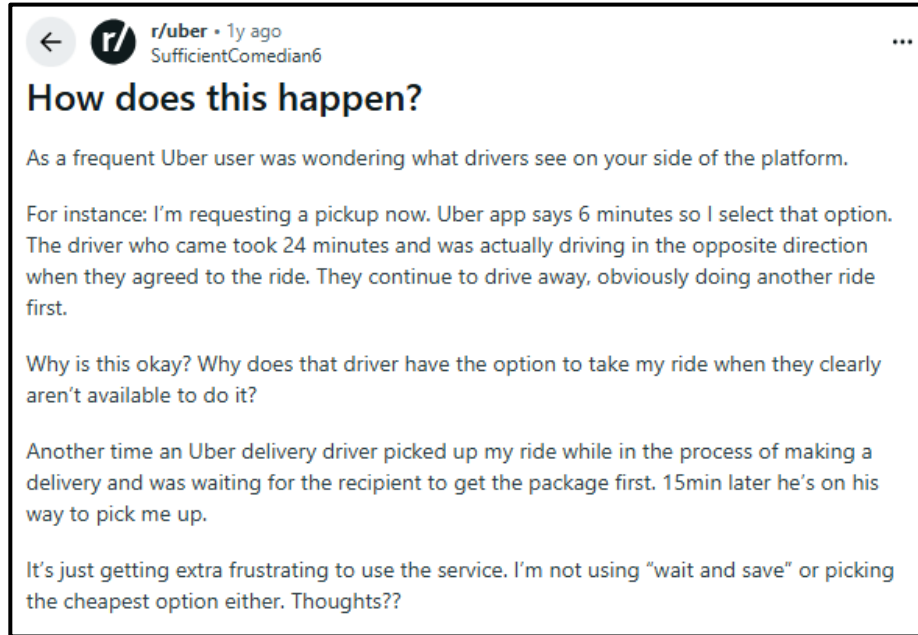 r/uber • 1y ago
SufficientComedian6
How does this happen?
As a frequent Uber user was wondering what drivers see on your side of the platform.
For instance: I'm requesting a pickup now. Uber app says 6 minutes so I select that option.
The driver who came took 24 minutes and was actually driving in the opposite direction
when they agreed to the ride. They continue to drive away, obviously doing another ride
first.
Why is this okay? Why does that driver have the option to take my ride when they clearly
aren't available to do it?
Another time an Uber delivery driver picked up my ride while in the process of making a
delivery and was waiting for the recipient to get the package first. 15min later he's on his
way to pick me up.
It's just getting extra frustrating to use the service. I'm not using “wait and save” or picking
the cheapest option either. Thoughts??